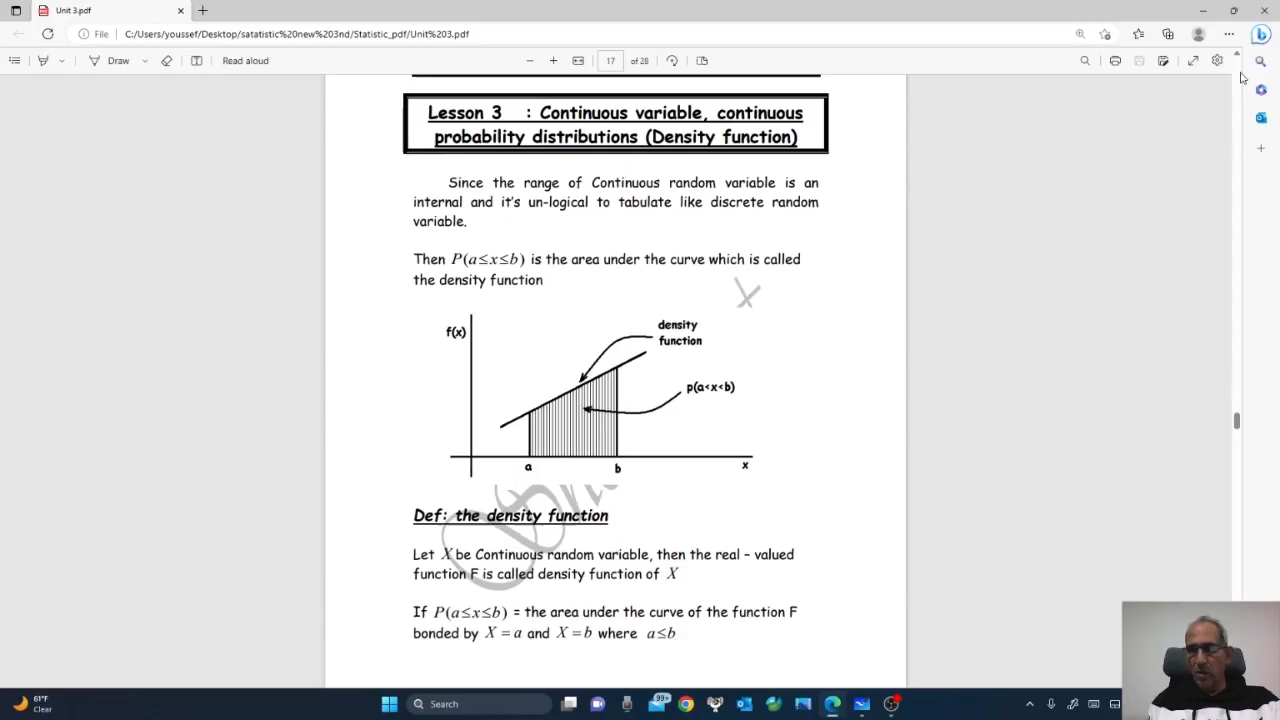 Unit 3.pdf
File
C:/Users/youssef/Desktop/satatistic%20new%203nd/Statistic_pdf/Unit%203.pdf
Draw
Read aloud
17 of 28
Lesson 3 : Continuous variable, continuous
probability distributions (Density function)
Since the range of Continuous random variable is an
internal and it's un-logical to tabulate like discrete random
variable.
Then P(a≤x≤b) is the area under the curve which is called
the density function
f(x)
density
function
p(a<x<b)
a
b
x
Def: the density function
Let X be Continuous random variable, then the real – valued
function F is called density function of X
If P(a≤x≤b) = the area under the curve of the function F
bonded by X = a and X = b where a≤b
61°F
Clear
Search
99+